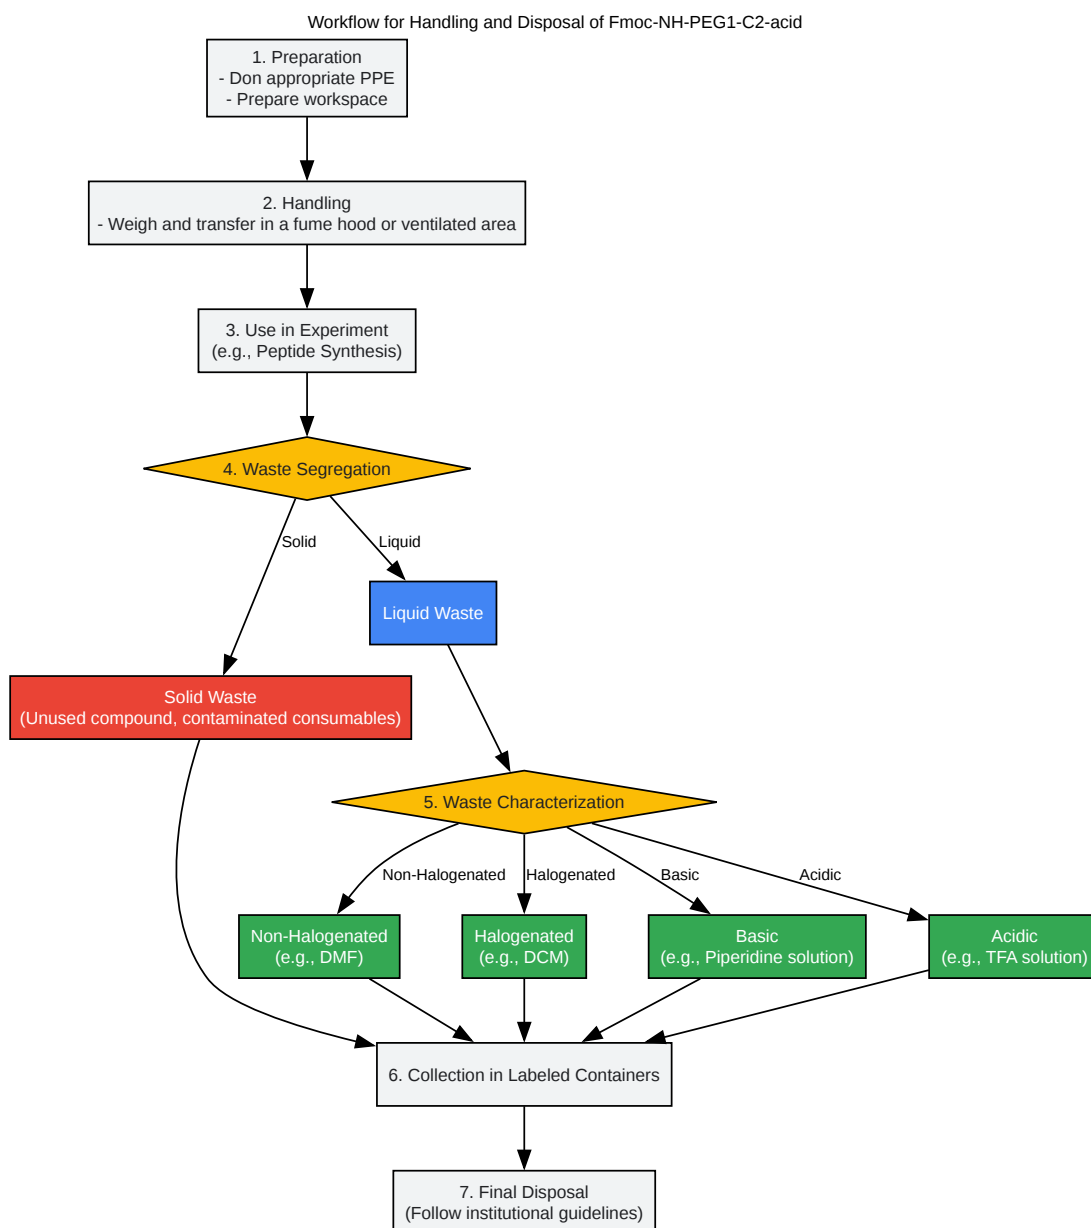 Workflow for Handling and Disposal of Fmoc-NH-PEG1-C2-acid
1. Preparation
- Don appropriate PPE
- Prepare workspace
2. Handling
- Weigh and transfer in a fume hood or ventilated area
3. Use in Experiment
(e.g., Peptide Synthesis)
4. Waste Segregation
Solid
Liquid
Liquid Waste
Solid Waste
(Unused compound, contaminated consumables)
5. Waste Characterization
Non-Halogenated
Halogenated
Basic
Acidic
Non-Halogenated
(e.g., DMF)
Halogenated
(e.g., DCM)
Basic
(e.g., Piperidine solution)
Acidic
(e.g., TFA solution)
6. Collection in Labeled Containers
7. Final Disposal
(Follow institutional guidelines)